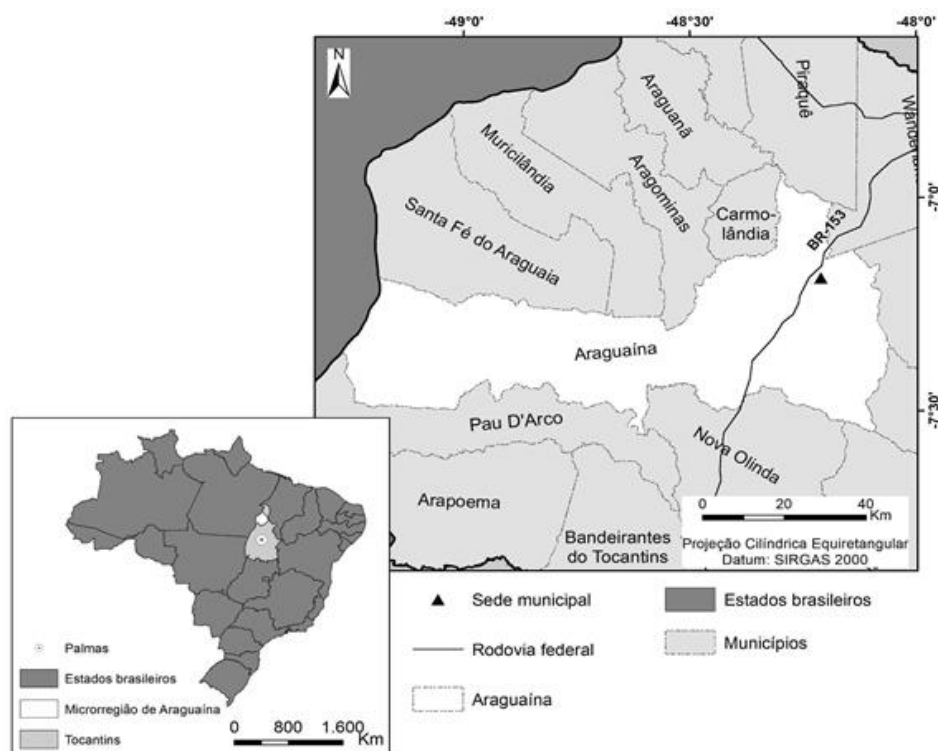 -49°0'
-48°30'
-48°0'
N
Piraquê
Araguanã
Muricilândia
Aragominas
Santa Fé do Araguaia
Carmo-
lândia
BR-153
-7°0'
Araguaína
-7°30'
Pau D'Arco
Nova Olinda
Arapoema
Bandeirantes
do Tocantins
0 20 40
Km
Projeção Cilíndrica Equiretangular
Datum: SIRGAS 2000
Sede municipal
Rodovia federal
Araguaína
Estados brasileiros
Municípios
Palmas
Estados brasileiros
Microrregião de Araguaína
Tocantins
0 800 1.600
Km